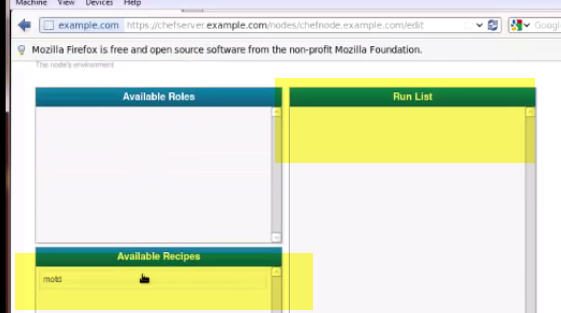 Machine View Devices Help
example.com https://chefserver.example.com/nodes/chefnode.example.com/edit Googl
Mozilla Firefox is free and open source software from the non-profit Mozilla Foundation.
The node's environment
Available Roles
Run List
Available Recipes
motd